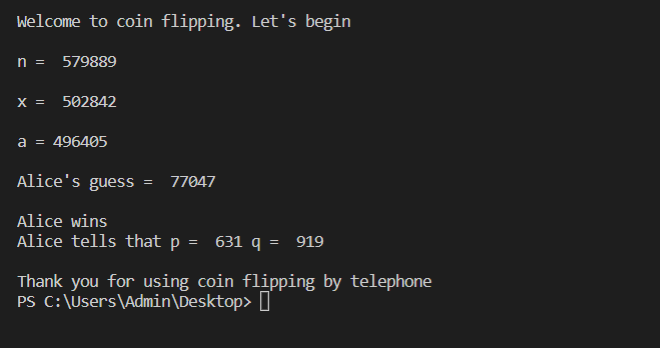 Welcome to coin flipping. Let's begin
n =  579889
x =  502842
a = 496405
Alice's guess =  77047
Alice wins
Alice tells that p =  631 q =  919
Thank you for using coin flipping by telephone
PS C:\Users\Admin\Desktop>